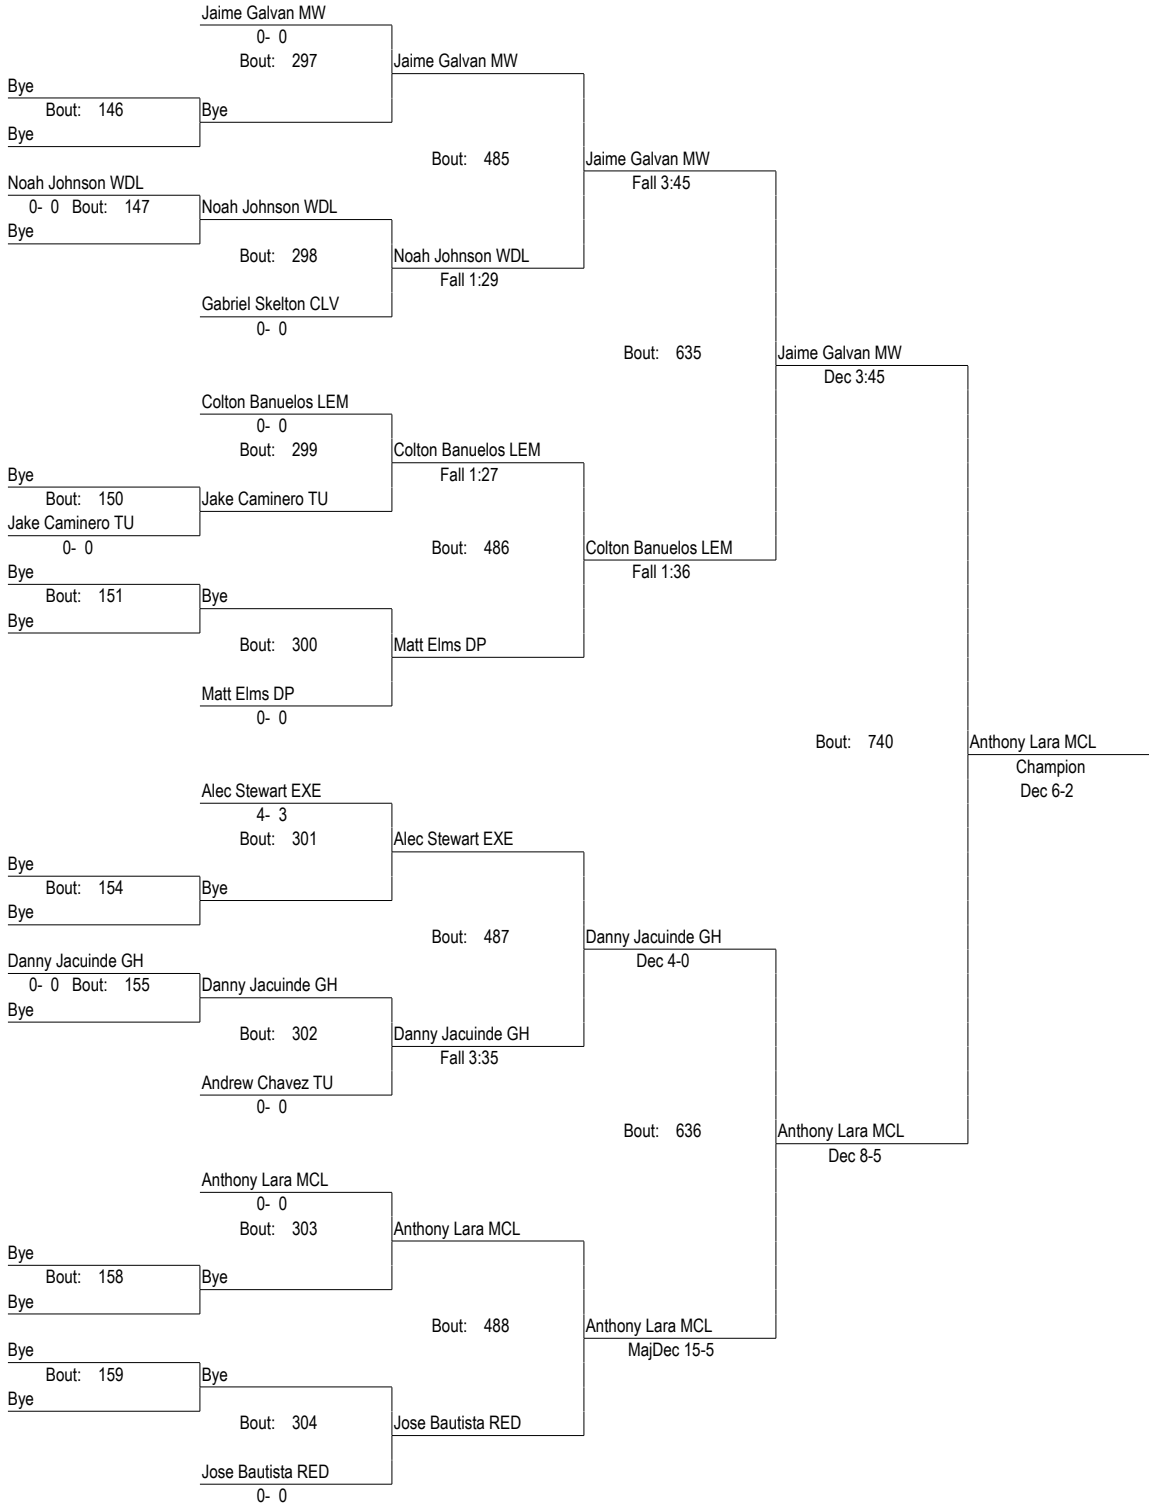 Jaime Galvan MW
0- 0
Bout: 297
Jaime Galvan MW
Bye
Bout: 146
Bye
Bye
Bout: 485
Jaime Galvan MW
Fall 3:45
Noah Johnson WDL
0- 0 Bout: 147
Noah Johnson WDL
Bye
Bout: 298
Noah Johnson WDL
Fall 1:29
Gabriel Skelton CLV
0- 0
Bout: 635
Jaime Galvan MW
Dec 3:45
Colton Banuelos LEM
0- 0
Bout: 299
Colton Banuelos LEM
Fall 1:27
Bye
Bout: 150
Jake Caminero TU
Jake Caminero TU
0- 0
Bout: 486
Colton Banuelos LEM
Fall 1:36
Bye
Bout: 151
Bye
Bye
Bout: 300
Matt Elms DP
Matt Elms DP
0- 0
Bout: 740
Anthony Lara MCL
Champion
Dec 6-2
Alec Stewart EXE
4- 3
Bout: 301
Alec Stewart EXE
Bye
Bout: 154
Bye
Bye
Bout: 487
Danny Jacuinde GH
Dec 4-0
Danny Jacuinde GH
0- 0 Bout: 155
Danny Jacuinde GH
Bye
Bout: 302
Danny Jacuinde GH
Fall 3:35
Andrew Chavez TU
0- 0
Bout: 636
Anthony Lara MCL
Dec 8-5
Anthony Lara MCL
0- 0
Bout: 303
Anthony Lara MCL
Bye
Bout: 158
Bye
Bye
Bout: 488
Anthony Lara MCL
MajDec 15-5
Bye
Bout: 159
Bye
Bye
Bout: 304
Jose Bautista RED
Jose Bautista RED
0- 0